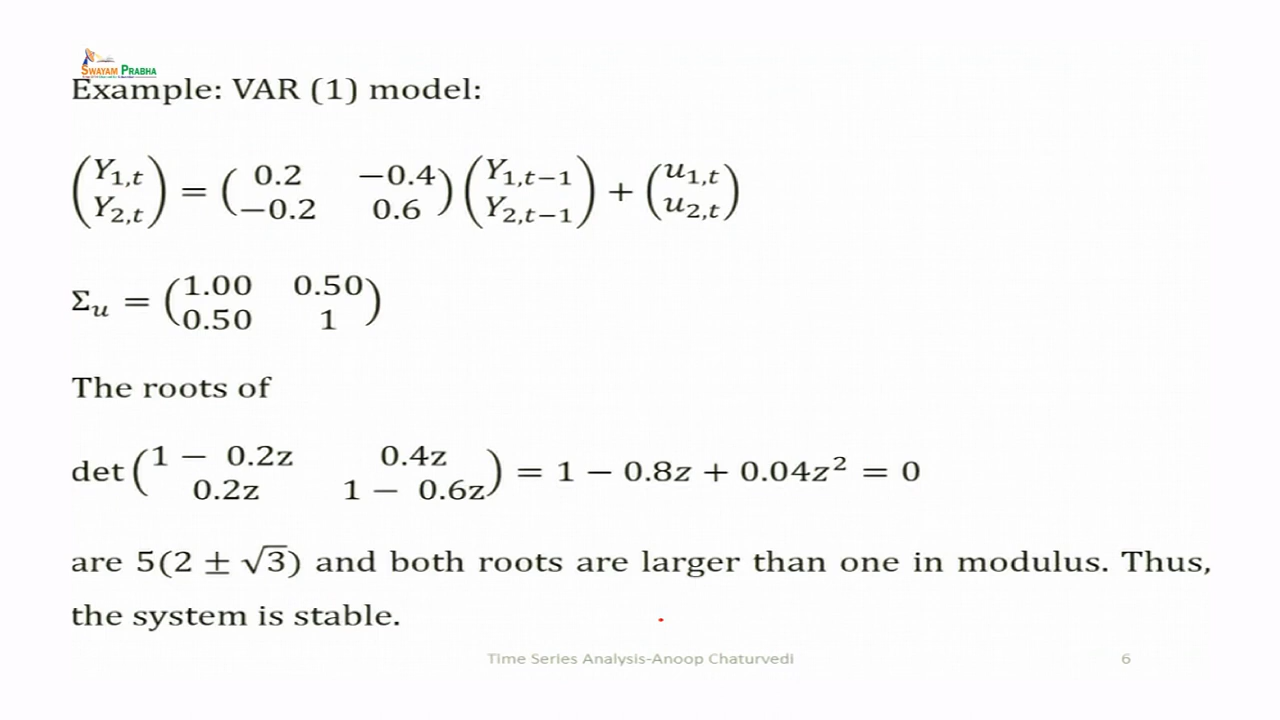 SWAYAM PRABHA
Example: VAR (1) model:
(Y₁,ₜ Y₂,ₜ) = (0.2 −0.4 −0.2 0.6) (Y₁,ₜ₋₁ Y₂,ₜ₋₁) + (u₁,ₜ u₂,ₜ)
Σᵤ = (1.00 0.50 0.50 1)
The roots of
det (1 − 0.2z 0.4z 0.2z 1 − 0.6z) = 1 − 0.8z + 0.04z² = 0
are 5(2 ± √3) and both roots are larger than one in modulus. Thus,
the system is stable.
Time Series Analysis-Anoop Chaturvedi
6